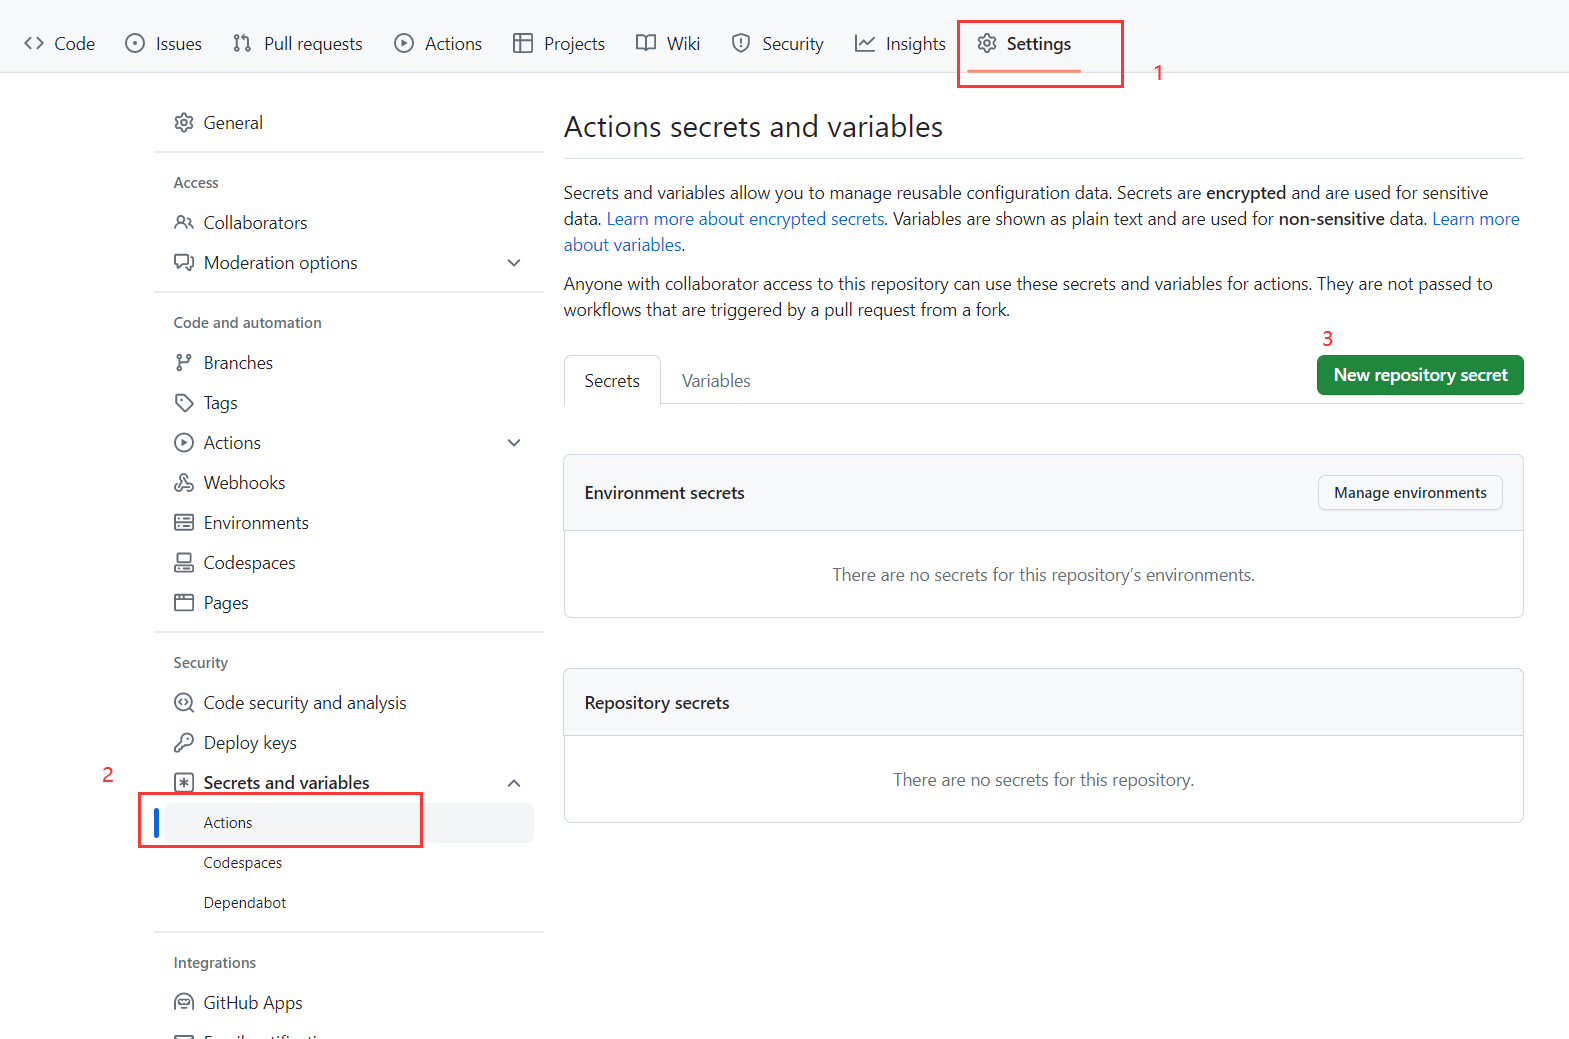 Code Issues Pull requests Actions Projects Wiki Security Insights Settings
1
General
Access
Collaborators
Moderation options
Code and automation
Branches
Tags
Actions
Webhooks
Environments
Codespaces
Pages
Security
Code security and analysis
Deploy keys
2
Secrets and variables
Actions
Codespaces
Dependabot
Integrations
GitHub Apps
Actions secrets and variables
Secrets and variables allow you to manage reusable configuration data. Secrets are encrypted and are used for sensitive
data. Learn more about encrypted secrets. Variables are shown as plain text and are used for non-sensitive data. Learn more
about variables.
Anyone with collaborator access to this repository can use these secrets and variables for actions. They are not passed to
workflows that are triggered by a pull request from a fork.
3
Secrets Variables New repository secret
Environment secrets Manage environments
There are no secrets for this repository's environments.
Repository secrets
There are no secrets for this repository.